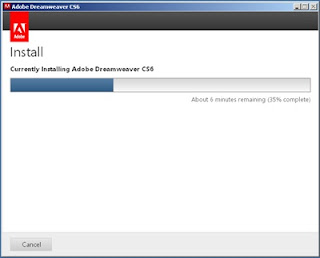 Adobe Dreamweaver CS6
Adobe
Install
Currently Installing Adobe Dreamweaver CS6
About 6 minutes remaining (35% complete)
Cancel